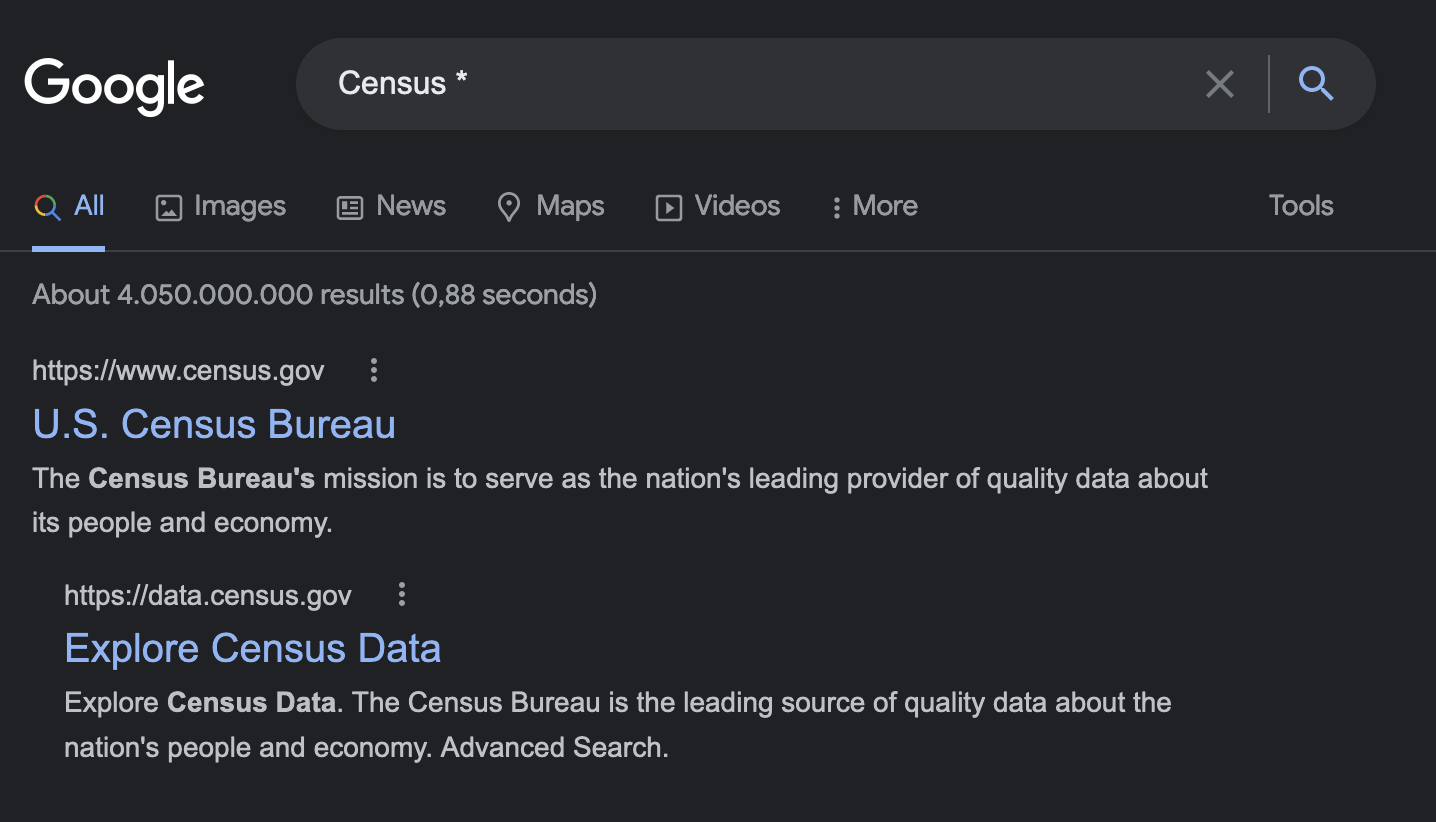 Google
Census *
All Images News Maps Videos More Tools
About 4.050.000.000 results (0,88 seconds)
https://www.census.gov
U.S. Census Bureau
The Census Bureau's mission is to serve as the nation's leading provider of quality data about
its people and economy.
https://data.census.gov
Explore Census Data
Explore Census Data. The Census Bureau is the leading source of quality data about the
nation's people and economy. Advanced Search.